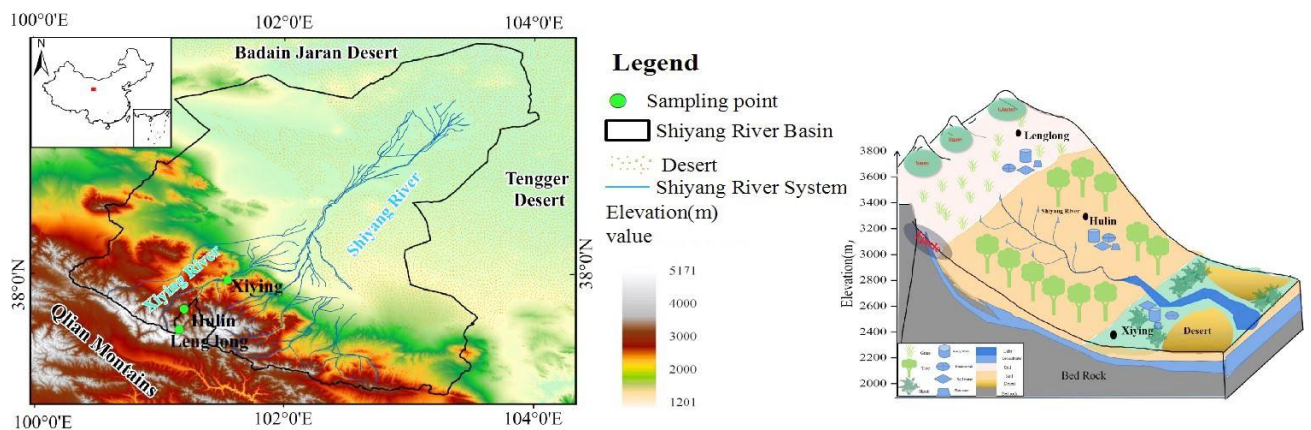 100°0'E
102°0'E
104°0'E
N
Badain Jaran Desert
Tengger
Desert
Shiyang River
Xiying River
Xiying
Hulin
Lenglong
Qlian Montains
38°0'N
38°0'N
100°0'E
102°0'E
104°0'E
Legend
Sampling point
Shiyang River Basin
Desert
Shiyang River System
Elevation(m)
value
5171
4000
3000
2000
1201
Elevation(m)
3800
3600
3400
3200
3000
2800
2600
2400
2200
2000
Lenglong
Shiyang River
Hulin
Xiying
Desert
Bed Rock